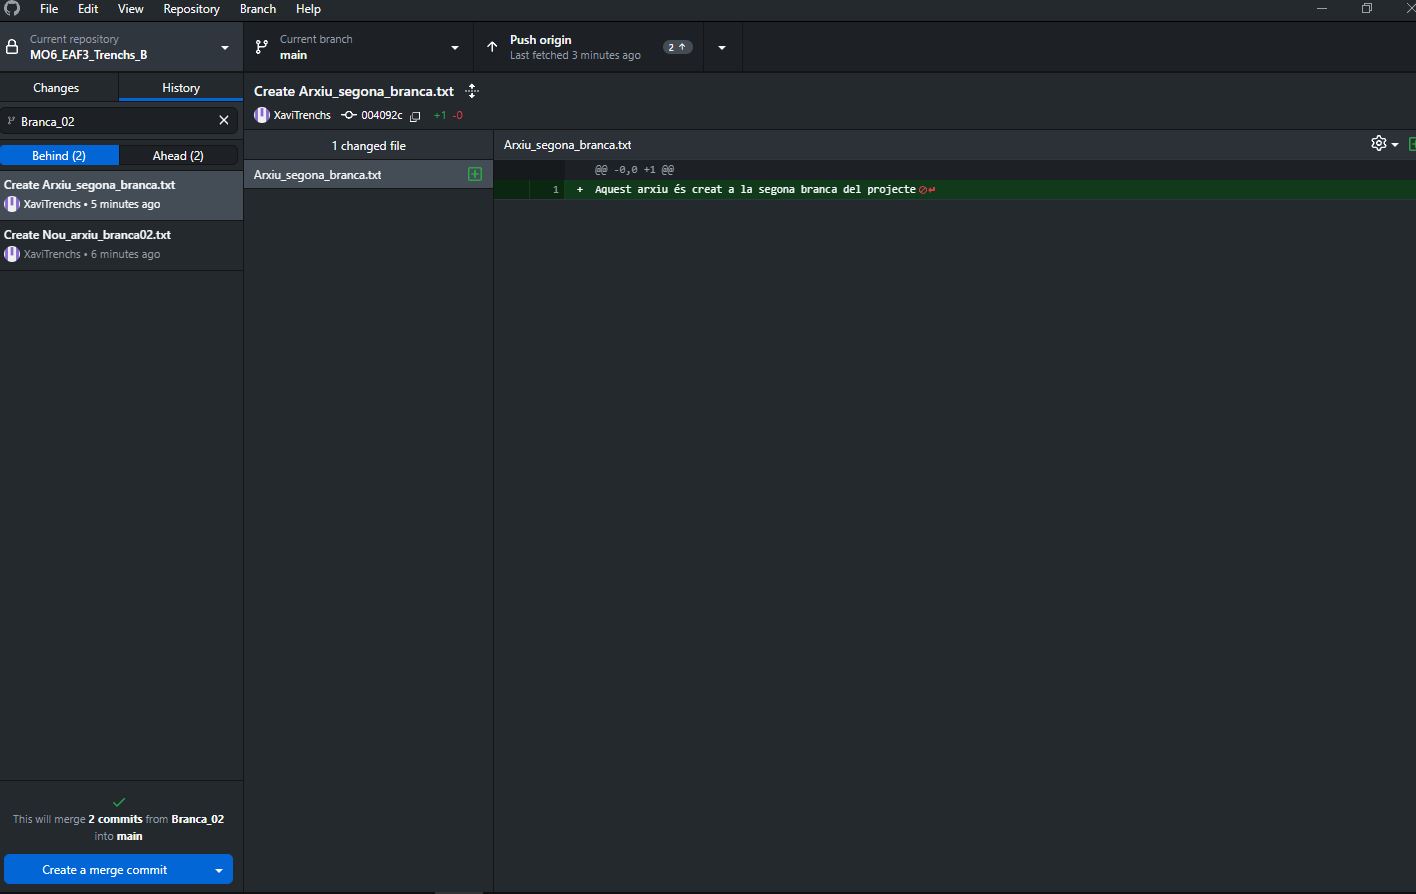 File Edit View Repository Branch Help
Current repository
MO6_EAF3_Trenchs_B
Current branch
main
Push origin
Last fetched 3 minutes ago
2
Changes
History
Branca_02
Behind (2)
Ahead (2)
Create Arxiu_segona_branca.txt
XaviTrenchs • 5 minutes ago
Create Nou_arxiu_branca02.txt
XaviTrenchs • 6 minutes ago
This will merge 2 commits from Branca_02
into main
Create a merge commit
Create Arxiu_segona_branca.txt
XaviTrenchs 004092c +1 -0
1 changed file
Arxiu_segona_branca.txt
Arxiu_segona_branca.txt
@@ -0,0 +1 @@
1 + Aquest arxiu és creat a la segona branca del projecte